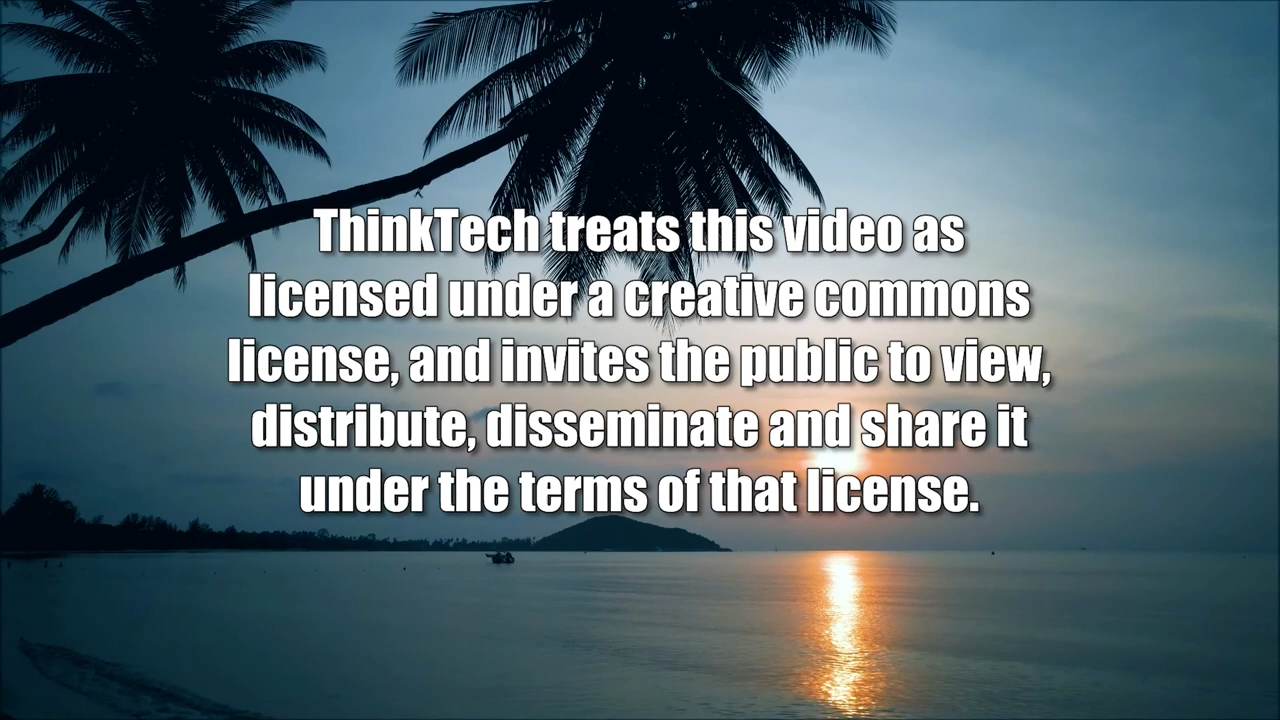 ThinkTech treats this video as
licensed under a creative commons
license, and invites the public to view,
distribute, disseminate and share it
under the terms of that license.